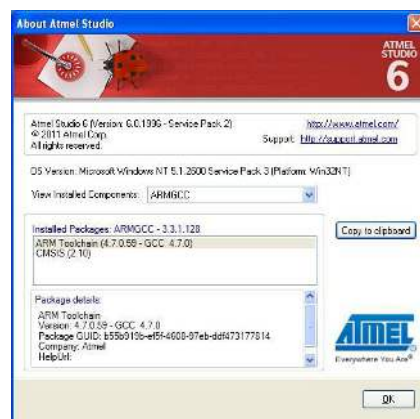 About Atmel Studio
ATMEL
STUDIO
6
Atmel Studio 6 (Version: 6.0.1996 - Service Pack 2)
© 2011 Atmel Corp.
All rights reserved.
http://www.atmel.com/
Support: http://support.atmel.com
OS Version: Microsoft Windows NT 5.1.2600 Service Pack 3 (Platform: Win32NT)
View Installed Components: ARMGCC
Installed Packages: ARMGCC - 3.3.1.128
Copy to clipboard
ARM Toolchain (4.7.0.59 - GCC 4.7.0)
CMSIS (2.10)
Package details:
ARM Toolchain
Version: 4.7.0.59 - GCC 4.7.0
Package GUID: b55b919b-ef5f-4608-97eb-ddf473177814
Company: Atmel
HelpUrl:
ATMEL
Everywhere You Are®
OK